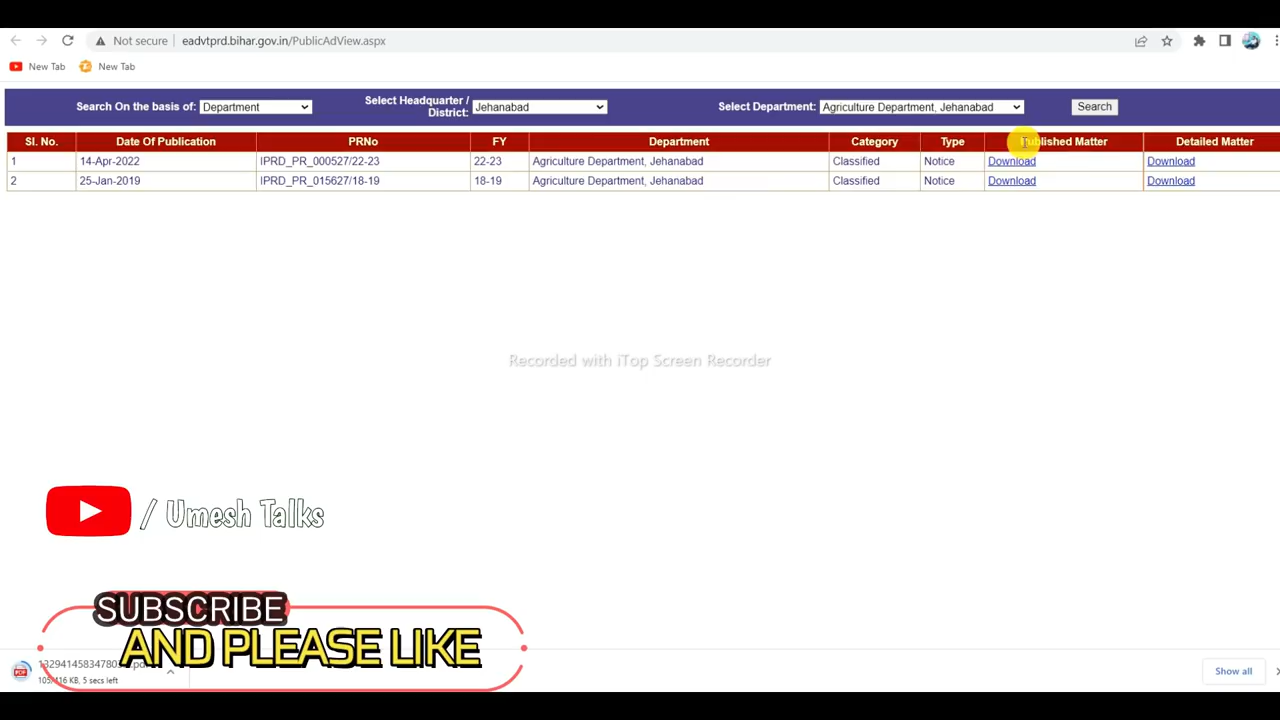 Not secure | eadvtprd.bihar.gov.in/PublicAdView.aspx
New Tab New Tab
Search On the basis of: Department Select Headquarter / District: Jehanabad Select Department: Agriculture Department, Jehanabad Search
Sl. No. Date Of Publication PRNo FY Department Category Type Published Matter Detailed Matter
1 14-Apr-2022 IPRD_PR_000527/22-23 22-23 Agriculture Department, Jehanabad Classified Notice Download Download
2 25-Jan-2019 IPRD_PR_015627/18-19 18-19 Agriculture Department, Jehanabad Classified Notice Download Download
Recorded with iTop Screen Recorder
/ Umesh Talks
SUBSCRIBE
AND PLEASE LIKE
5 secs left
Show all